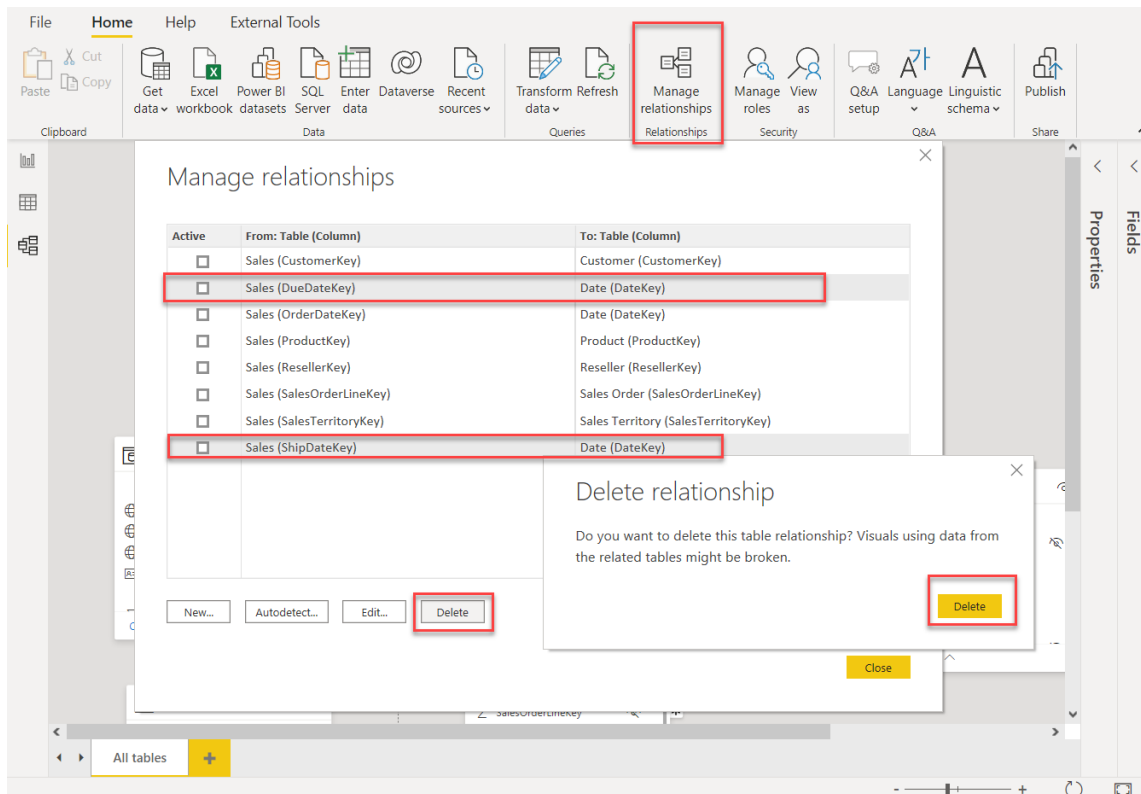 File Home Help External Tools
Cut
Copy
Paste
Get data
Excel workbook
Power BI datasets
SQL Server
Enter data
Dataverse
Recent sources
Transform data
Refresh
Manage relationships
Manage roles
View as
Q&A setup
Language
Linguistic schema
Publish
Clipboard Data Queries Relationships Security Q&A Share
Manage relationships
Active From: Table (Column) To: Table (Column)
Sales (CustomerKey) Customer (CustomerKey)
Sales (DueDateKey) Date (DateKey)
Sales (OrderDateKey) Date (DateKey)
Sales (ProductKey) Product (ProductKey)
Sales (ResellerKey) Reseller (ResellerKey)
Sales (SalesOrderLineKey) Sales Order (SalesOrderLineKey)
Sales (SalesTerritoryKey) Sales Territory (SalesTerritoryKey)
Sales (ShipDateKey) Date (DateKey)
Properties
Fields
Delete relationship
Do you want to delete this table relationship? Visuals using data from
the related tables might be broken.
Delete
New... Autodetect... Edit... Delete
Close
SalesOrderLineKey
All tables +
- +